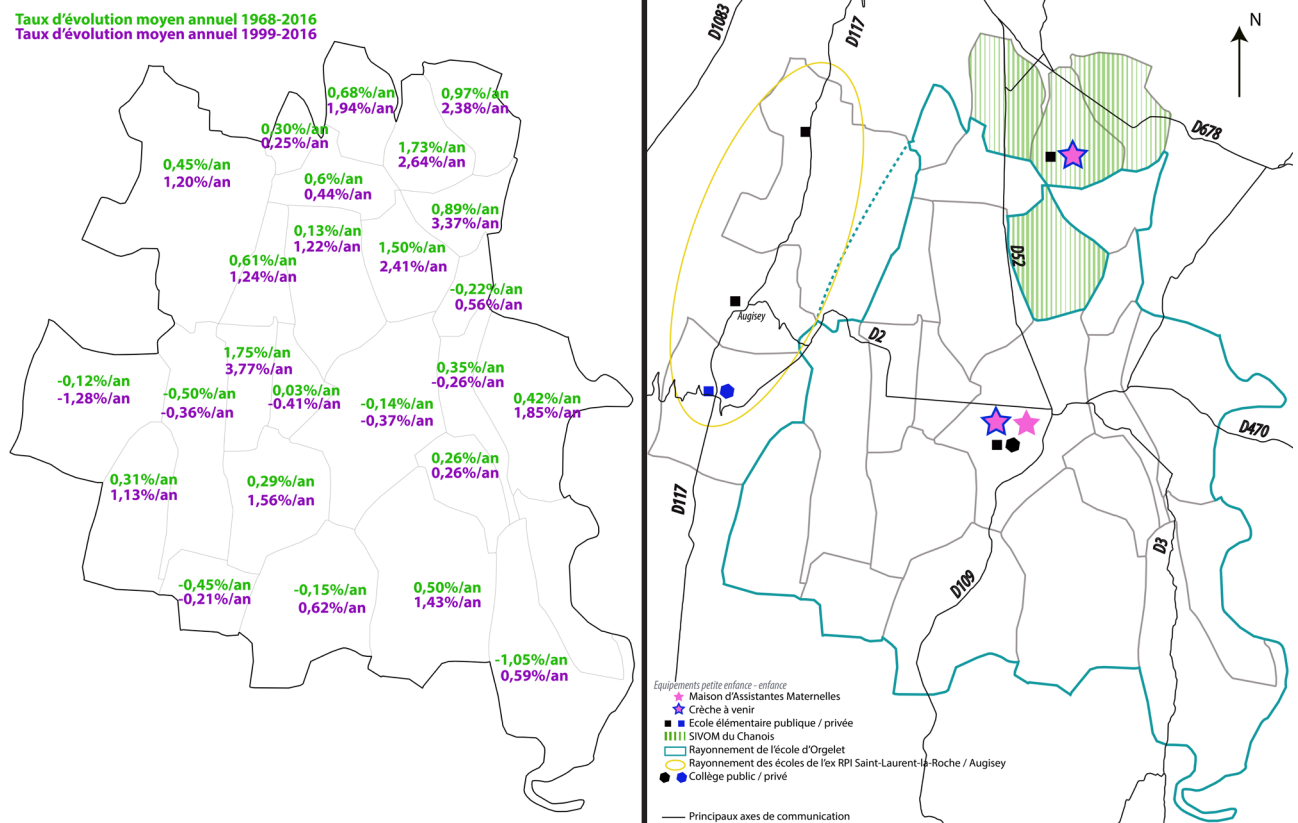 Taux d’évolution moyen annuel 1968-2016
Taux d’évolution moyen annuel 1999-2016
0,68%/an
1,94%/an
0,97%/an
2,38%/an
0,30%/an
0,25%/an
1,73%/an
2,64%/an
0,45%/an
1,20%/an
0,6%/an
0,44%/an
0,89%/an
3,37%/an
0,13%/an
1,22%/an
1,50%/an
2,41%/an
0,61%/an
1,24%/an
-0,22%/an
0,56%/an
1,75%/an
3,77%/an
0,35%/an
-0,26%/an
-0,12%/an
-1,28%/an
-0,50%/an
-0,36%/an
0,03%/an
-0.41%/an
-0,14%/an
-0,37%/an
0,42%/an
1,85%/an
0,26%/an
0,26%/an
0,31%/an
1,13%/an
0,29%/an
1,56%/an
-0,45%/an
-0,21%/an
-0,15%/an
0,62%/an
0,50%/an
1,43%/an
-1,05%/an
0,59%/an
D1083
D117
N
D678
D52
Augisey
D2
D470
D117
D3
D109
Equipements petite enfance - enfance
Maison d’Assistantes Maternelles
Crèche à venir
Ecole élémentaire publique / privée
SIVOM du Chanois
Rayonnement de l’école d’Orgelet
Rayonnement des écoles de l’ex RPI Saint-Laurent-la-Roche / Augisey
Collège public / privé
Principaux axes de communication